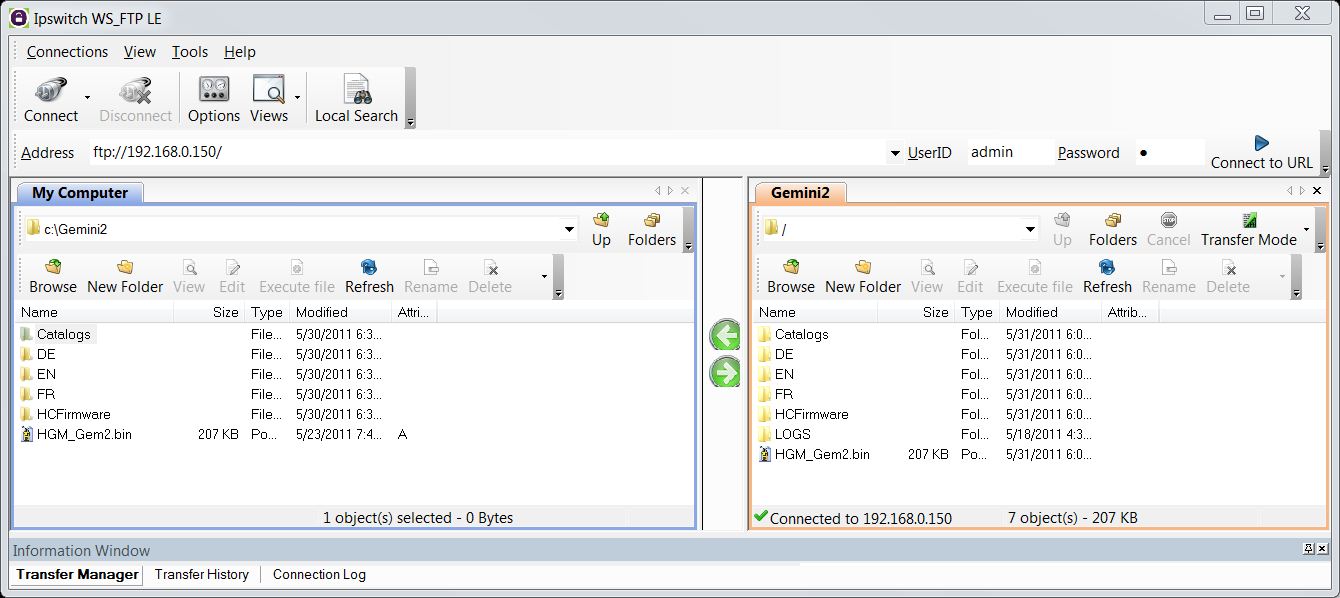 Ipswitch WS_FTP LE
Connections View Tools Help
Connect Disconnect Options Views Local Search
Address ftp://192.168.0.150/ UserID admin Password ● Connect to URL
My Computer
c:\Gemini2 Up Folders
Browse New Folder View Edit Execute file Refresh Rename Delete
Name Size Type Modified Attri...
Catalogs File... 5/30/2011 6:3...
DE File... 5/30/2011 6:3...
EN File... 5/30/2011 6:3...
FR File... 5/30/2011 6:3...
HCFirmware File... 5/30/2011 6:3...
HGM_Gem2.bin 207 KB Po... 5/23/2011 7:4... A
1 object(s) selected - 0 Bytes
Gemini2
/ Up Folders STOP Cancel Transfer Mode
Browse New Folder View Edit Execute file Refresh Rename Delete
Name Size Type Modified Attrib...
Catalogs Fol... 5/31/2011 6:0...
DE Fol... 5/31/2011 6:0...
EN Fol... 5/31/2011 6:0...
FR Fol... 5/31/2011 6:0...
HCFirmware Fol... 5/31/2011 6:0...
LOGS Fol... 5/18/2011 4:3...
HGM_Gem2.bin 207 KB Po... 5/31/2011 6:0...
Connected to 192.168.0.150 7 object(s) - 207 KB
Information Window
Transfer Manager Transfer History Connection Log